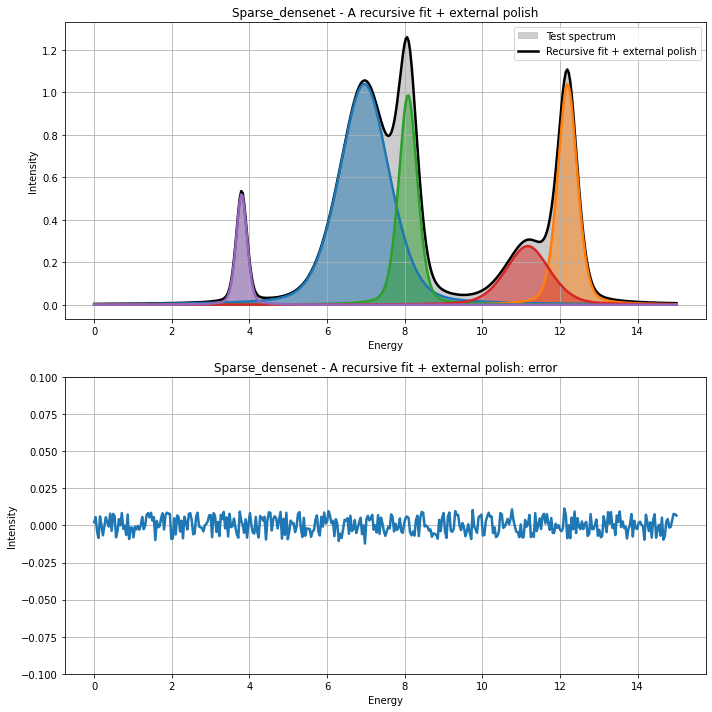 Sparse_densenet - A recursive fit + external polish
Test spectrum
Recursive fit + external polish
Intensity
1.2
1.0
0.8
0.6
0.4
0.2
0.0
0 2 4 6 8 10 12 14
Energy
Sparse_densenet - A recursive fit + external polish: error
Intensity
0.100
0.075
0.050
0.025
0.000
−0.025
−0.050
−0.075
−0.100
0 2 4 6 8 10 12 14
Energy